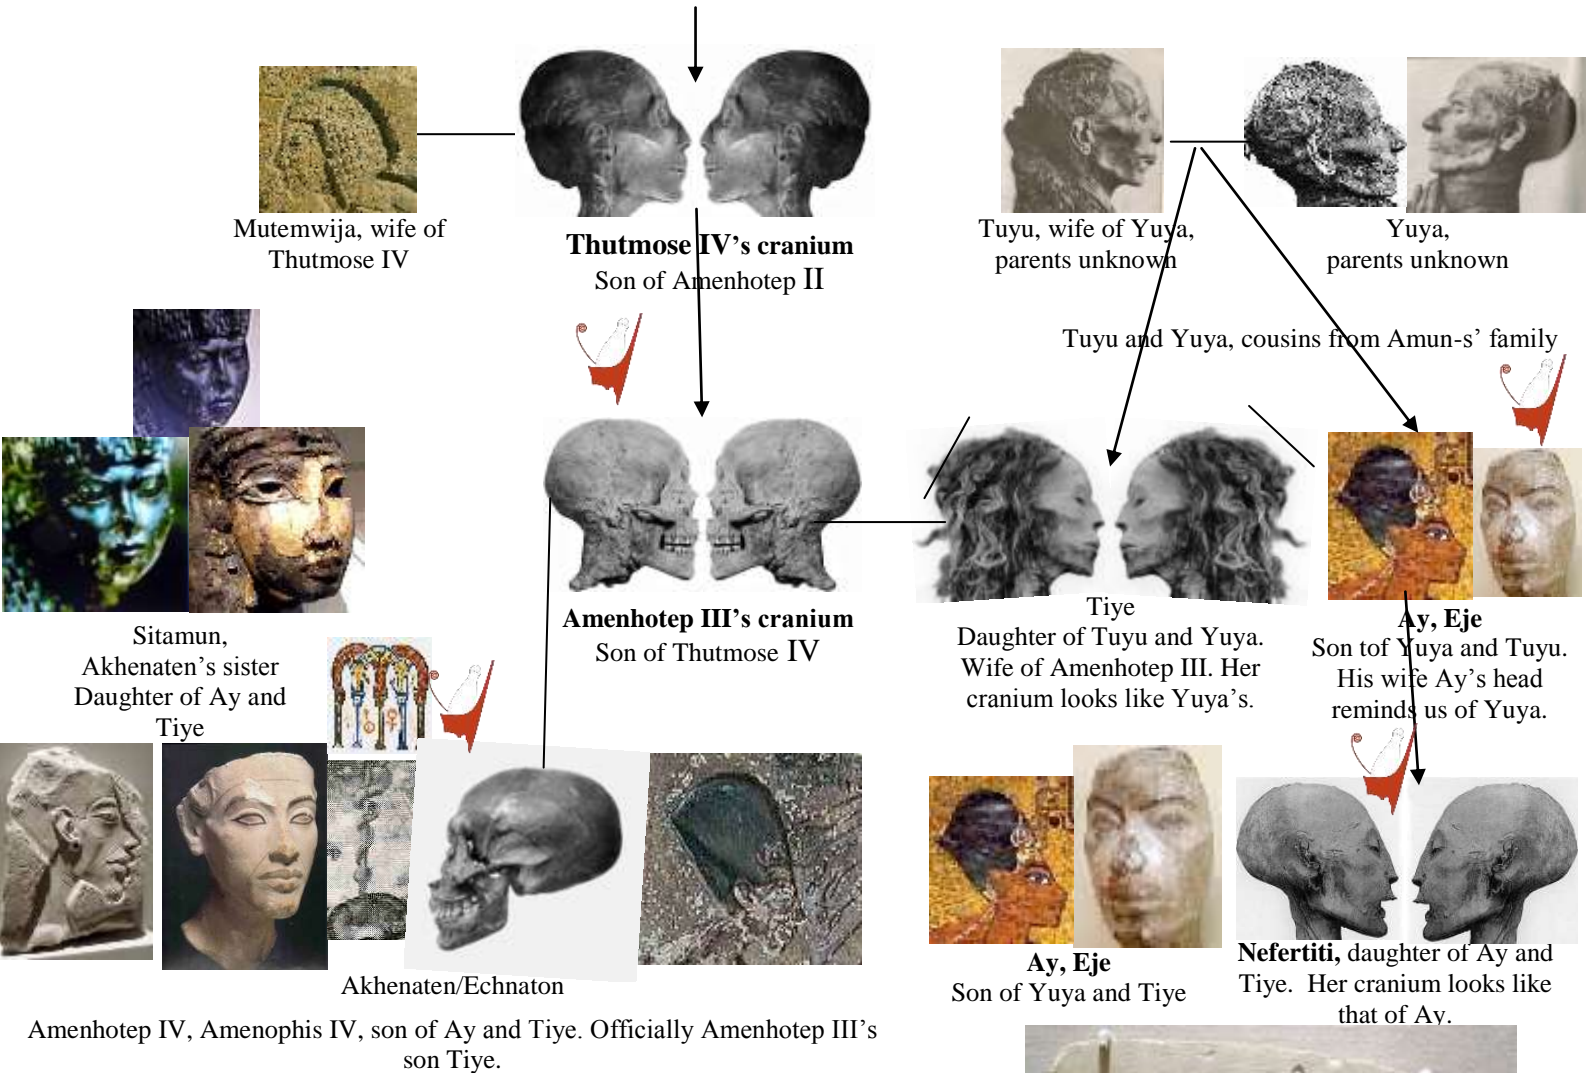 Mutemwija, wife of
Thutmose IV
Thutmose IV’s cranium
Son of Amenhotep II
Tuyu, wife of Yuya,
parents unknown
Yuya,
parents unknown
Tuyu and Yuya, cousins from Amun-s’ family
Sitamun,
Akhenaten’s sister
Daughter of Ay and
Tiye
Amenhotep III’s cranium
Son of Thutmose IV
Tiye
Daughter of Tuyu and Yuya.
Wife of Amenhotep III. Her
cranium looks like Yuya’s.
Ay, Eje
Son tof Yuya and Tuyu.
His wife Ay’s head
reminds us of Yuya.
Akhenaten/Echnaton
Amenhotep IV, Amenophis IV, son of Ay and Tiye. Officially Amenhotep III’s
son Tiye.
Ay, Eje
Son of Yuya and Tiye
Nefertiti, daughter of Ay and
Tiye. Her cranium looks like
that of Ay.